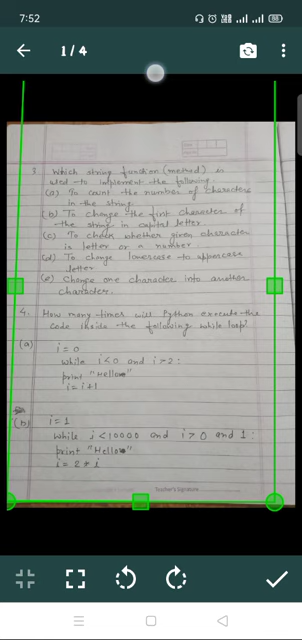 7:52
88
1/4
3. Which string function (method) is
used to implement the following
(a) To count the number of characters
in the string
(b) To change the first character of
the string in capital letter
(c) To check whether given character
is letter or a number
(d) To change lowercase to uppercase
letter
(e) Change one character into another
character.
4. How many times will Python execute the
code inside the following while loop?
(a) i = 0
while i<0 and i>2:
print "Hello"
i = i+1
(b) i = 1
while i<10000 and i>0 and 1:
print "Hello"
i = 2 * i
Teacher's Signature